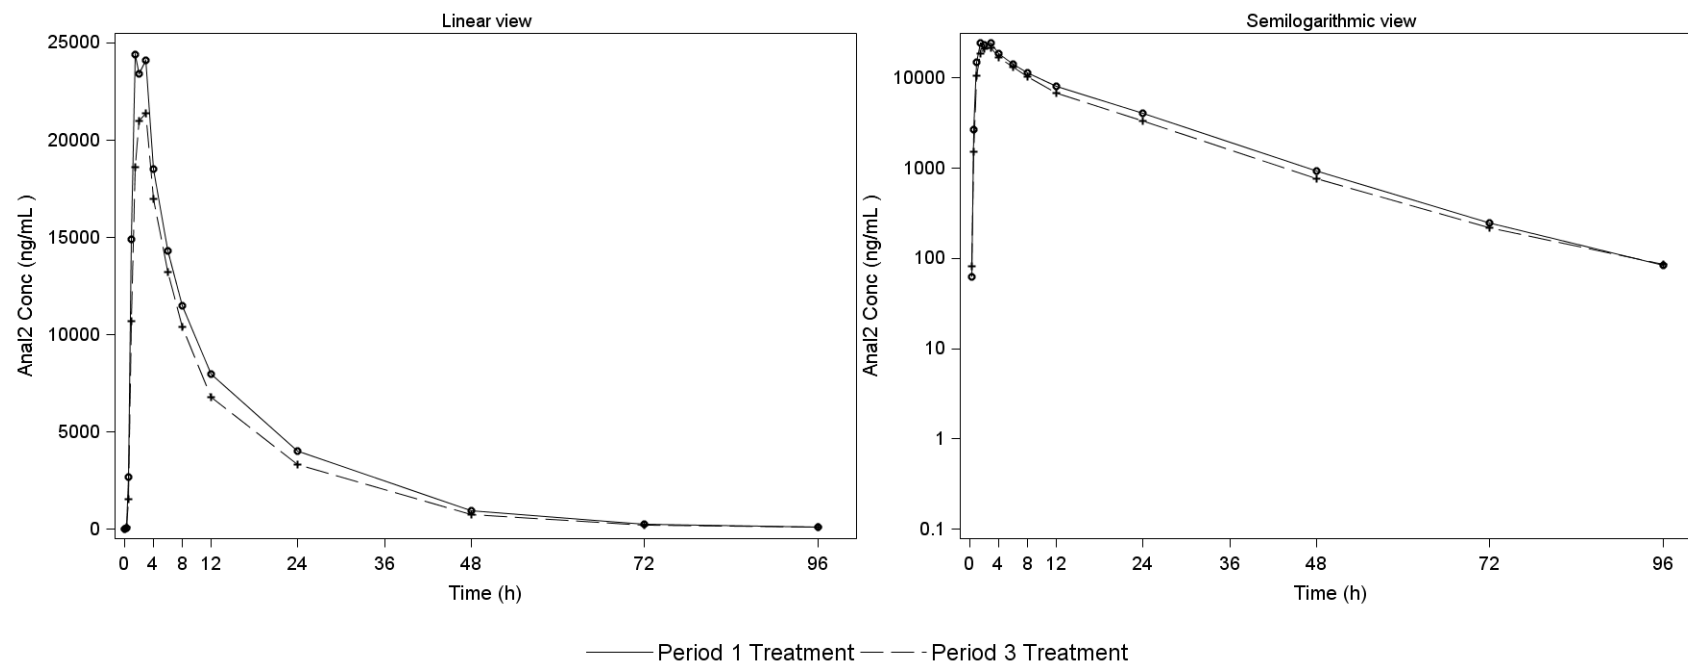 Linear view
Anal2 Conc (ng/mL )
25000
20000
15000
10000
5000
0
0 4 8 12 24 36 48 72 96
Time (h)
Semilogarithmic view
Anal2 Conc (ng/mL )
10000
1000
100
10
1
0.1
0 4 8 12 24 36 48 72 96
Time (h)
Period 1 Treatment Period 3 Treatment